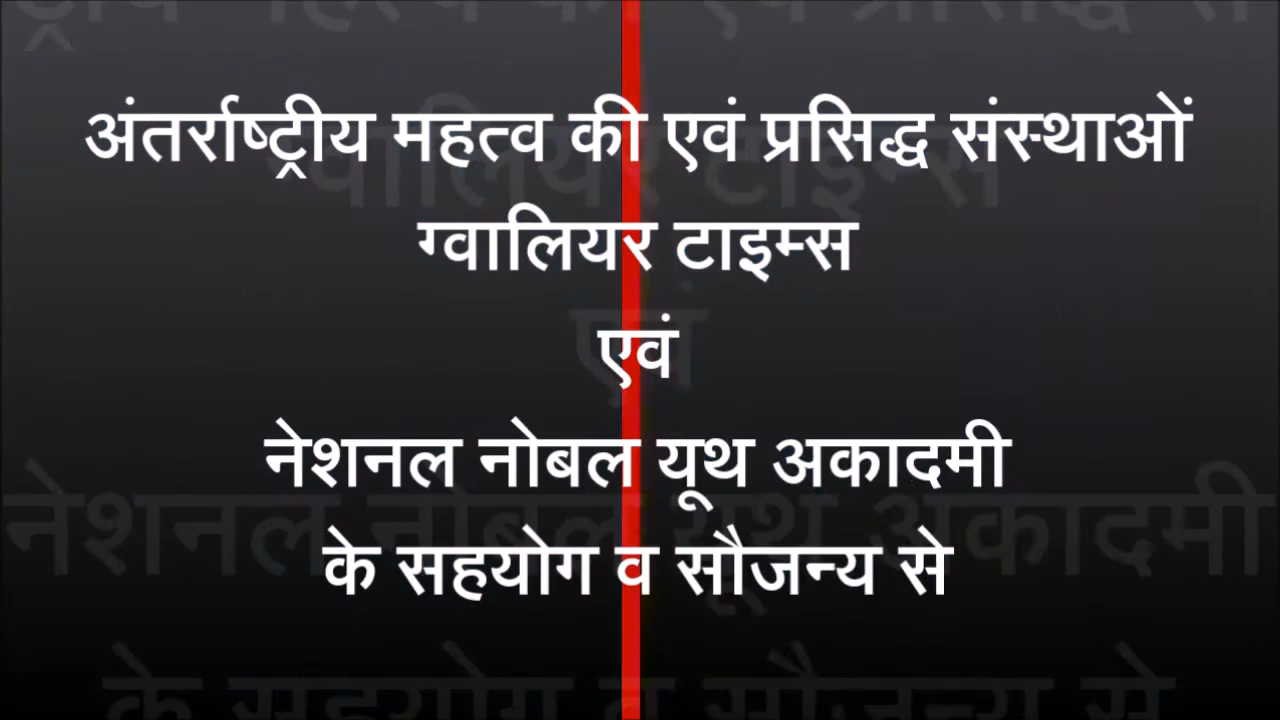 अंतर्राष्ट्रीय महत्व की एवं प्रसिद्ध संस्थाओं
ग्वालियर टाइम्स
एवं
नेशनल नोबल यूथ अकादमी
के सहयोग व सौजन्य से